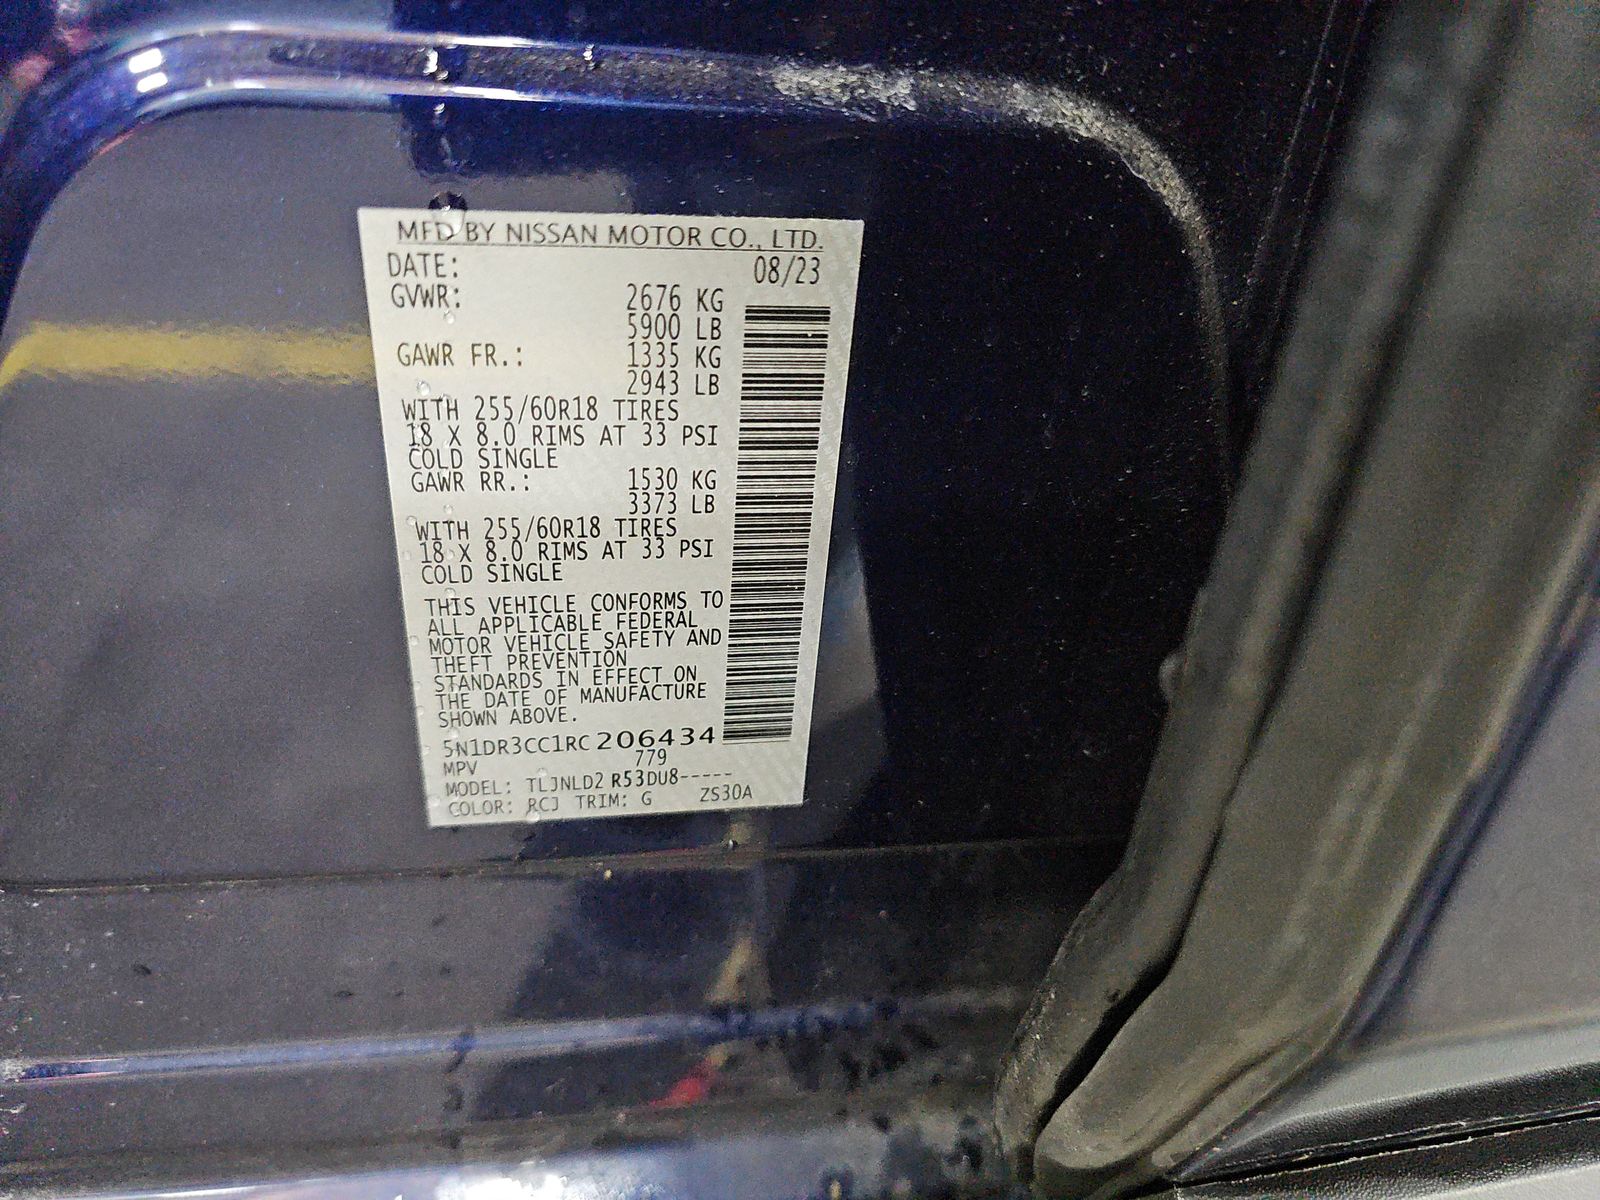 MFD BY NISSAN MOTOR CO., LTD.
DATE: 08/23
GVWR: 2676 KG
5900 LB
GAWR FR.: 1335 KG
2943 LB
WITH 255/60R18 TIRES
18 X 8.0 RIMS AT 33 PSI
COLD SINGLE
GAWR RR.: 1530 KG
3373 LB
WITH 255/60R18 TIRES
18 X 8.0 RIMS AT 33 PSI
COLD SINGLE
THIS VEHICLE CONFORMS TO
ALL APPLICABLE FEDERAL
MOTOR VEHICLE SAFETY AND
THEFT PREVENTION
STANDARDS IN EFFECT ON
THE DATE OF MANUFACTURE
SHOWN ABOVE.
5N1DR3CC1RC206434
MPV 779
MODEL: TLJNLD2 R53DU8-----
COLOR: RCJ TRIM: G ZS30A